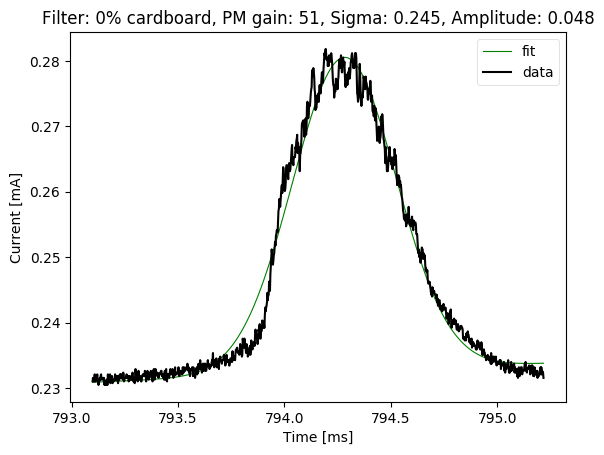 Filter: 0% cardboard, PM gain: 51, Sigma: 0.245, Amplitude: 0.048
fit
data
0.28
0.27
0.26
0.25
0.24
0.23
Current [mA]
793.0 793.5 794.0 794.5 795.0
Time [ms]